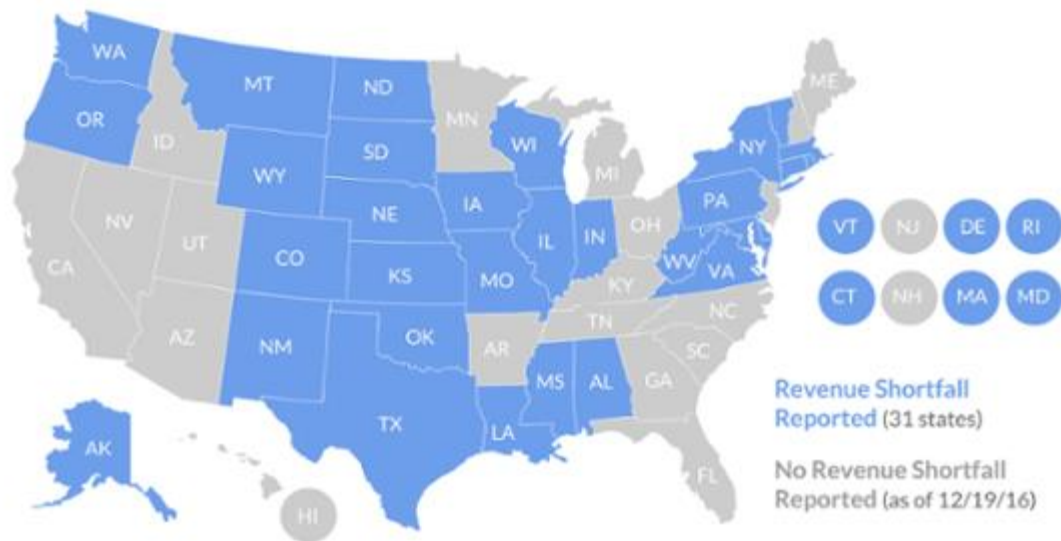 WA
MT
ND
MN
ME
OR
ID
SD
WI
NY
WY
MI
IA
PA
NE
NV
OH
IL
IN
UT
CO
WV
VA
CA
KS
MO
KY
NC
TN
AZ
NM
OK
AR
SC
MS
AL
GA
TX
LA
AK
FL
HI
VT NJ DE RI
CT NH MA MD
Revenue Shortfall
Reported (31 states)
No Revenue Shortfall
Reported (as of 12/19/16)